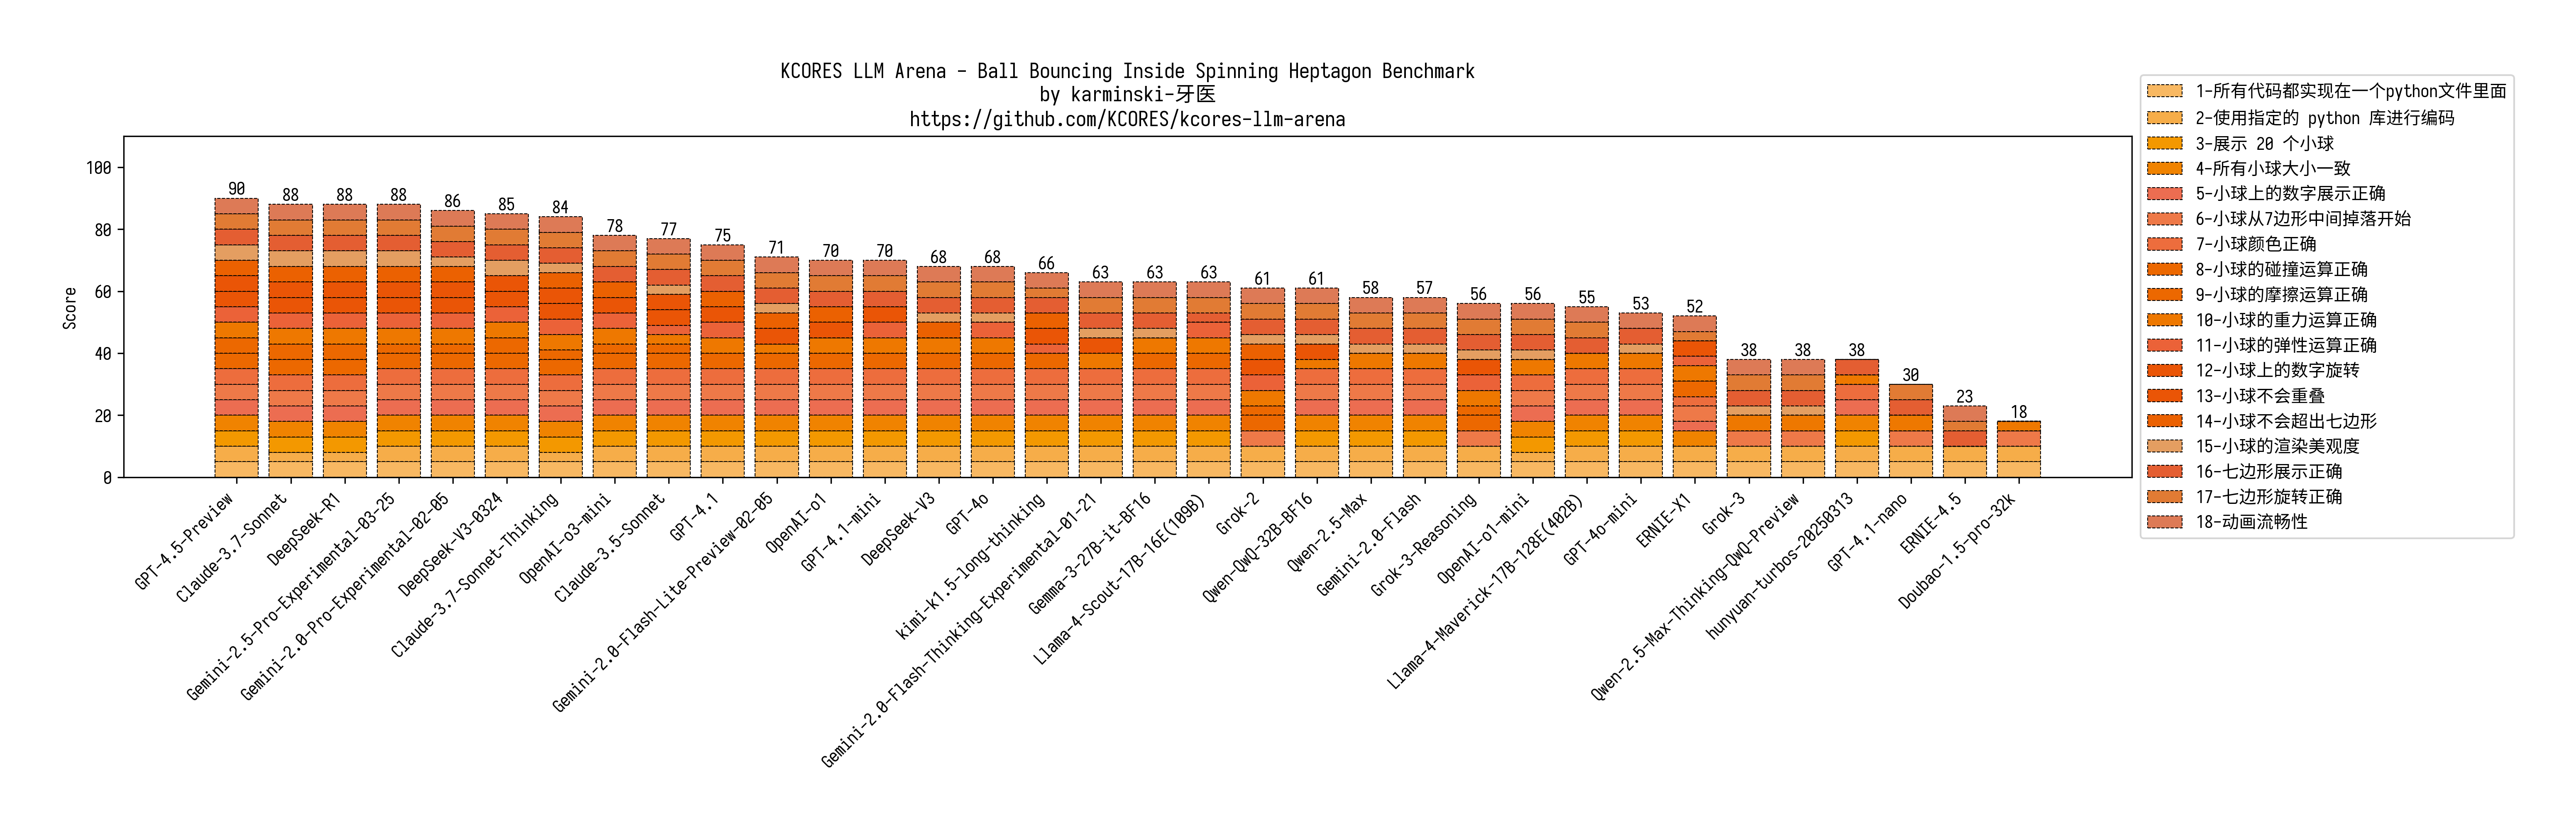 KCORES LLM Arena - Ball Bouncing Inside Spinning Heptagon Benchmark
by karminski-牙医
https://github.com/KCORES/kcores-llm-arena
Score
100
80
60
40
20
0
90
88
88
88
86
85
84
78
77
75
71
70
70
68
68
66
63
63
63
61
61
58
57
56
56
55
53
52
38
38
38
30
23
18
GPT-4.5-Preview
Claude-3.7-Sonnet
DeepSeek-R1
Gemini-2.5-Pro-Experimental-03-25
Gemini-2.0-Pro-Experimental-02-05
DeepSeek-V3-0324
Claude-3.7-Sonnet-Thinking
OpenAI-o3-mini
Claude-3.5-Sonnet
GPT-4.1
Gemini-2.0-Flash-Lite-Preview-02-05
OpenAI-o1
GPT-4.1-mini
DeepSeek-V3
GPT-4o
kimi-k1.5-long-thinking
Gemini-2.0-Flash-Thinking-Experimental-01-21
Gemma-3-27B-it-BF16
Llama-4-Scout-17B-16E(109B)
Grok-2
Qwen-QwQ-32B-BF16
Qwen-2.5-Max
Gemini-2.0-Flash
Grok-3-Reasoning
OpenAI-o1-mini
Llama-4-Maverick-17B-128E(402B)
GPT-4o-mini
ERNIE-X1
Grok-3
Qwen-2.5-Max-Thinking-QwQ-Preview
hunyuan-turbos-20250313
GPT-4.1-nano
ERNIE-4.5
Doubao-1.5-pro-32k
1-所有代码都实现在一个python文件里面
2-使用指定的 python 库进行编码
3-展示 20 个小球
4-所有小球大小一致
5-小球上的数字展示正确
6-小球从7边形中间掉落开始
7-小球颜色正确
8-小球的碰撞运算正确
9-小球的摩擦运算正确
10-小球的重力运算正确
11-小球的弹性运算正确
12-小球上的数字旋转
13-小球不会重叠
14-小球不会超出七边形
15-小球的渲染美观度
16-七边形展示正确
17-七边形旋转正确
18-动画流畅性